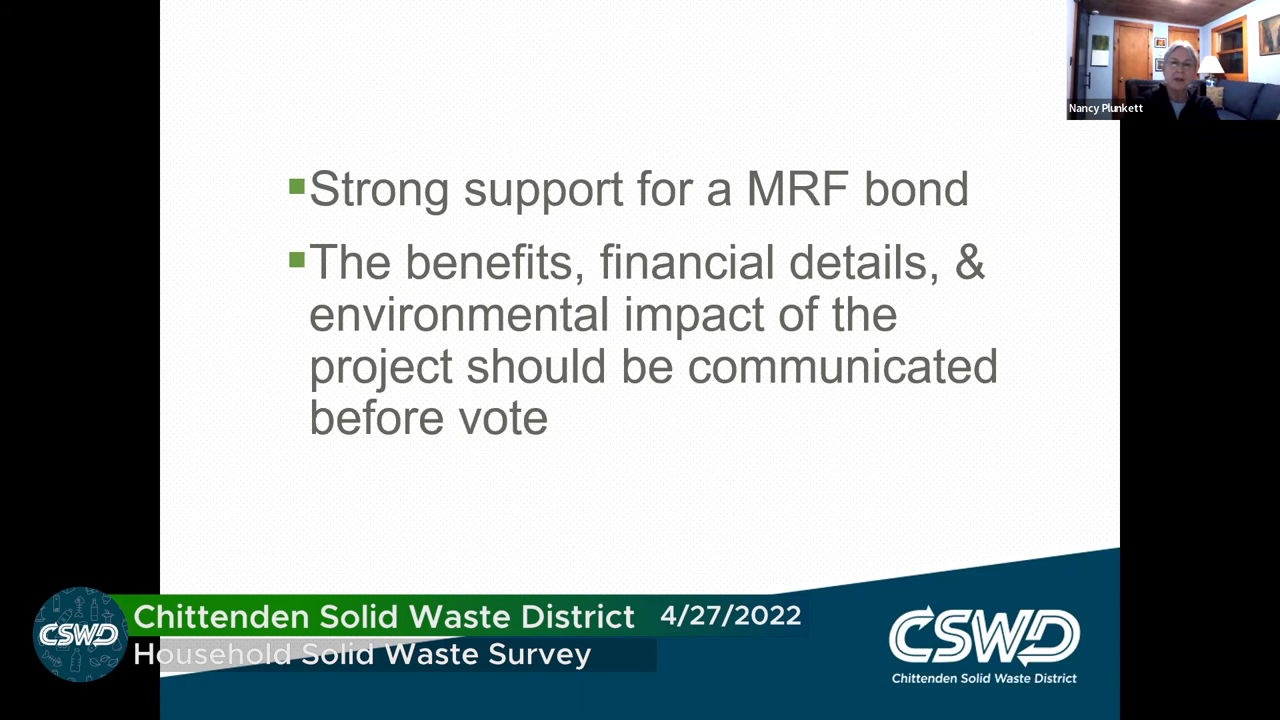 Nancy Plunkett
▪Strong support for a MRF bond
▪The benefits, financial details, &
environmental impact of the
project should be communicated
before vote
Chittenden Solid Waste District 4/27/2022
CSWD
Household Solid Waste Survey
CSWD
Chittenden Solid Waste District